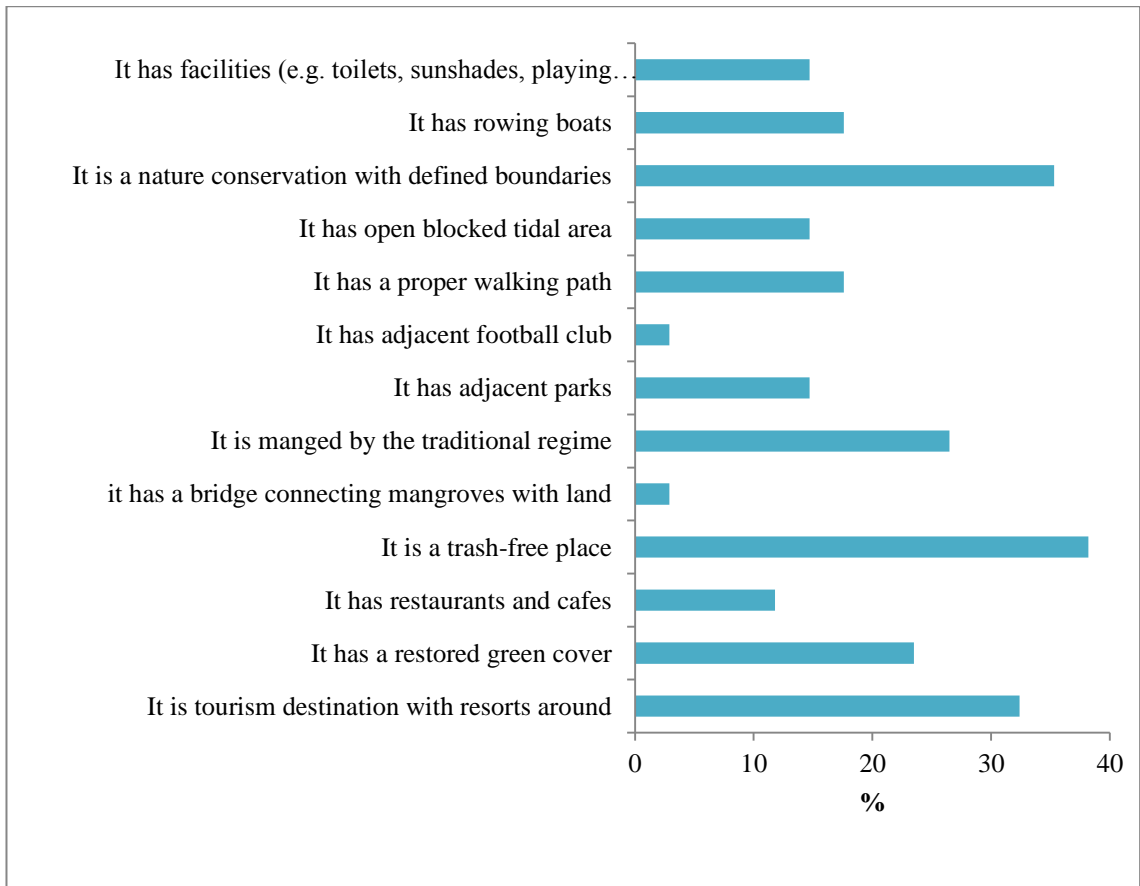 It has facilities (e.g. toilets, sunshades, playing…
It has rowing boats
It is a nature conservation with defined boundaries
It has open blocked tidal area
It has a proper walking path
It has adjacent football club
It has adjacent parks
It is manged by the traditional regime
it has a bridge connecting mangroves with land
It is a trash-free place
It has restaurants and cafes
It has a restored green cover
It is tourism destination with resorts around
0 10 20 30 40
%